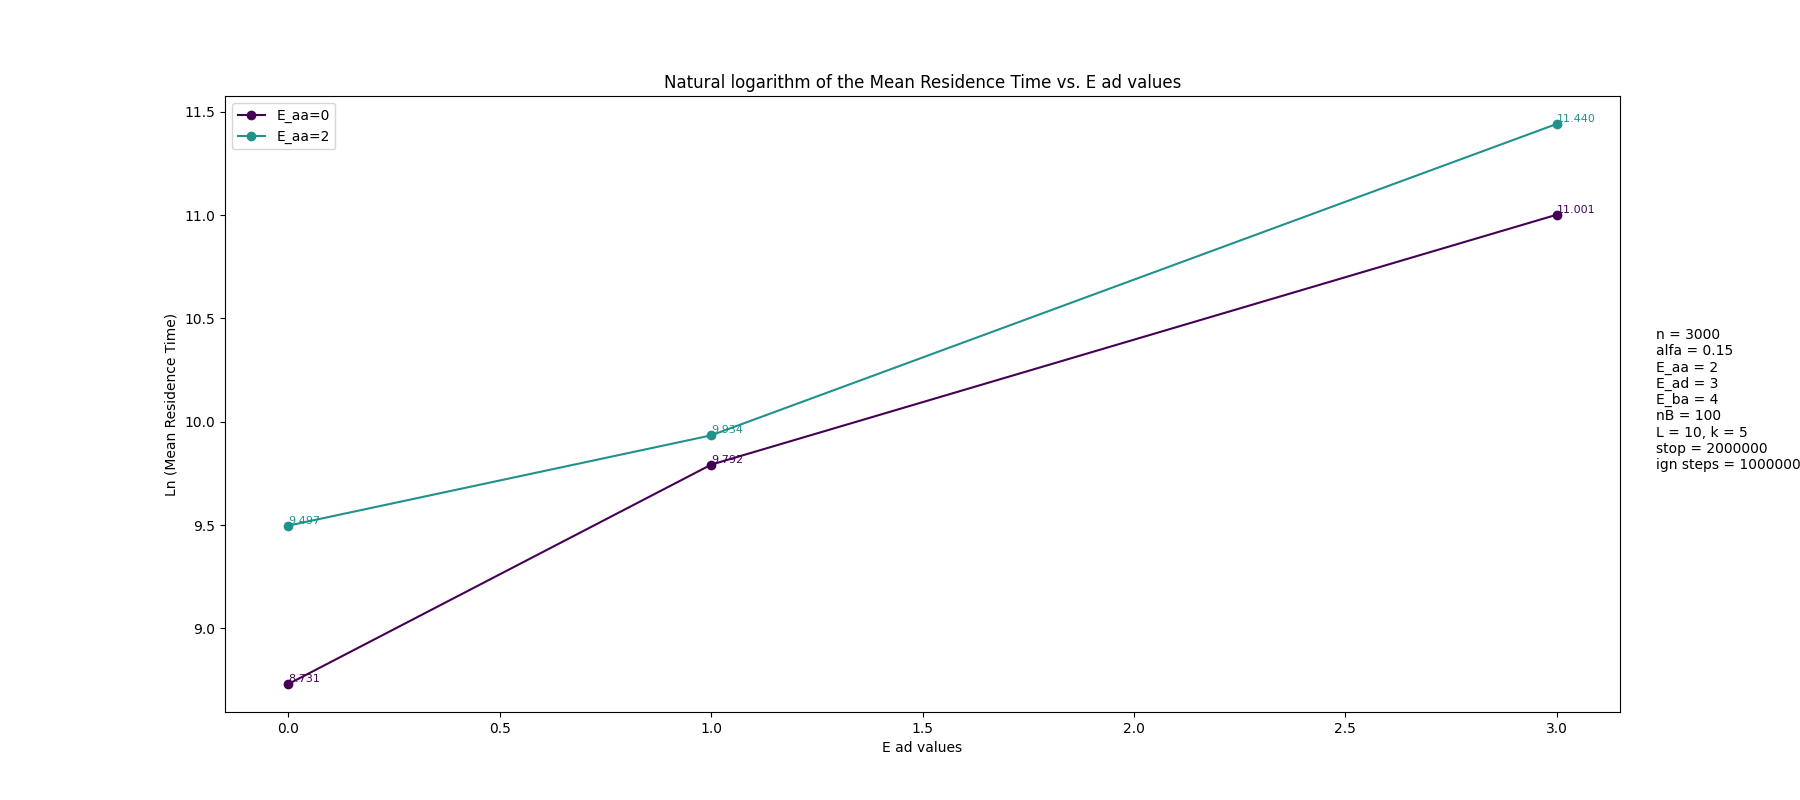 Natural logarithm of the Mean Residence Time vs. E ad values
E_aa=0
E_aa=2
Ln (Mean Residence Time)
11.5
11.0
10.5
10.0
9.5
9.0
11.440
11.001
9.934
9.792
9.497
8.731
0.0
0.5
1.0
1.5
2.0
2.5
3.0
E ad values
n = 3000
alfa = 0.15
E_aa = 2
E_ad = 3
E_ba = 4
nB = 100
L = 10, k = 5
stop = 2000000
ign steps = 1000000